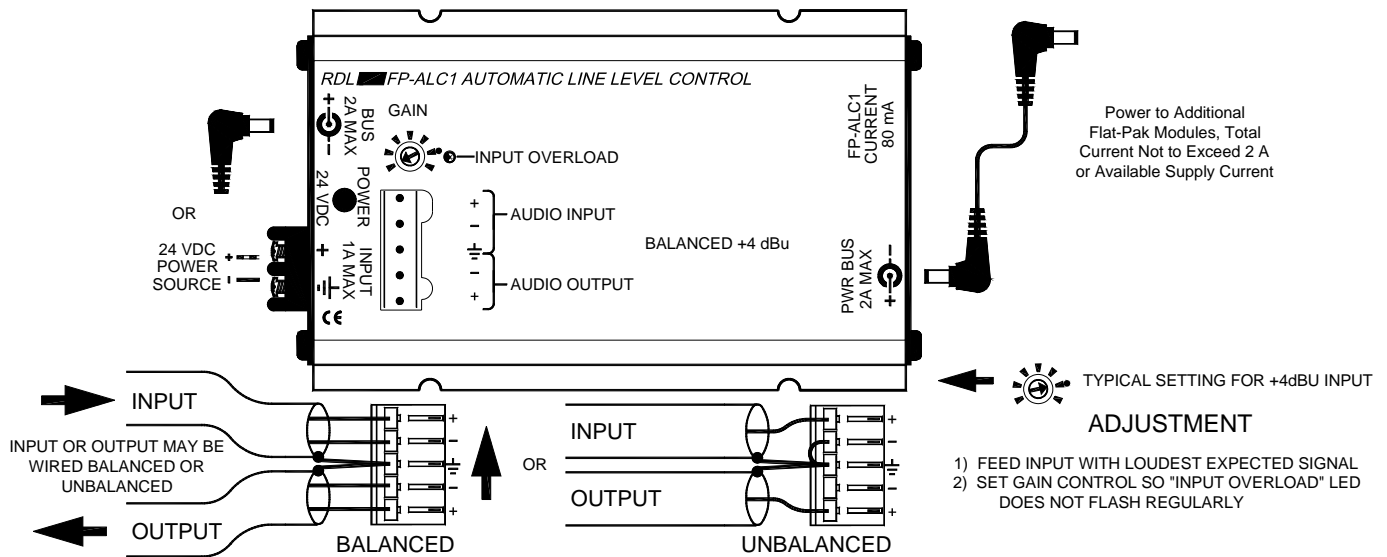 RDL FP-ALC1 AUTOMATIC LINE LEVEL CONTROL
+
-
BUS
2A MAX
GAIN
INPUT OVERLOAD
POWER
24 VDC
INPUT
1A MAX
+
CE
+
-
AUDIO INPUT
-
+
AUDIO OUTPUT
BALANCED +4 dBu
FP-ALC1
CURRENT
80 mA
PWR BUS
2A MAX
-
+
OR
24 VDC
POWER
SOURCE
+
-
Power to Additional
Flat-Pak Modules, Total
Current Not to Exceed 2 A
or Available Supply Current
INPUT
INPUT OR OUTPUT MAY BE
WIRED BALANCED OR
UNBALANCED
OUTPUT
+
-
-
+
BALANCED
OR
INPUT
OUTPUT
+
-
-
+
UNBALANCED
TYPICAL SETTING FOR +4dBU INPUT
ADJUSTMENT
1) FEED INPUT WITH LOUDEST EXPECTED SIGNAL
2) SET GAIN CONTROL SO "INPUT OVERLOAD" LED
DOES NOT FLASH REGULARLY